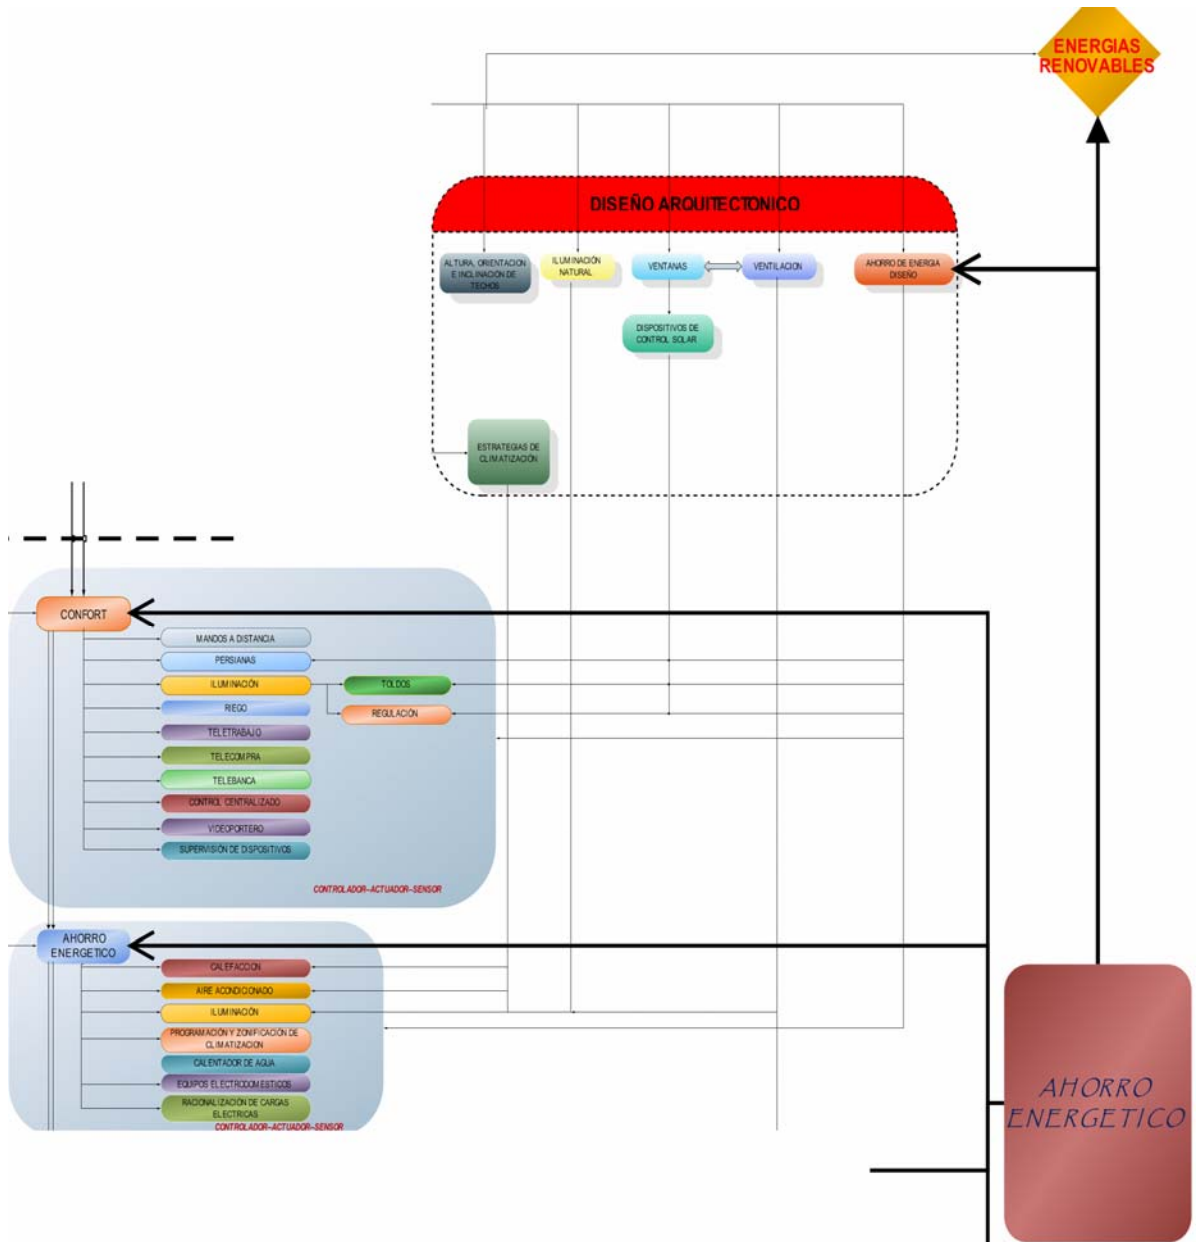 ENERGIAS
RENOVABLES
DISEÑO ARQUITECTONICO
ALTURA, ORIENTACION
E INCLINACIÓN DE
TECHOS
ILUMINACIÓN
NATURAL
VENTANAS
VENTILACION
AHORRO DE ENERGIA
DISEÑO
DISPOSITIVOS DE
CONTROL SOLAR
ESTRATEGIAS DE
CLIMATIZACIÓN
CONFORT
MANDOS A DISTANCIA
PERSIANAS
ILUMINACIÓN
TOLDOS
RIEGO
REGULACIÓN
TELETRABAJO
TELECOMPRA
TELEBANCA
CONTROL CENTRALIZADO
VIDEOPORTERO
SUPERVISIÓN DE DISPOSITIVOS
CONTROLADOR-ACTUADOR-SENSOR
AHORRO
ENERGETICO
CALEFACCION
AIRE ACONDICIONADO
ILUMINACIÓN
PROGRAMACIÓN Y ZONIFICACIÓN DE
CLIMATIZACION
CALENTADOR DE AGUA
EQUIPOS ELECTRODOMESTICOS
RACIONALIZACIÓN DE CARGAS
ELECTRICAS
CONTROLADOR-ACTUADOR-SENSOR
AHORRO
ENERGETICO